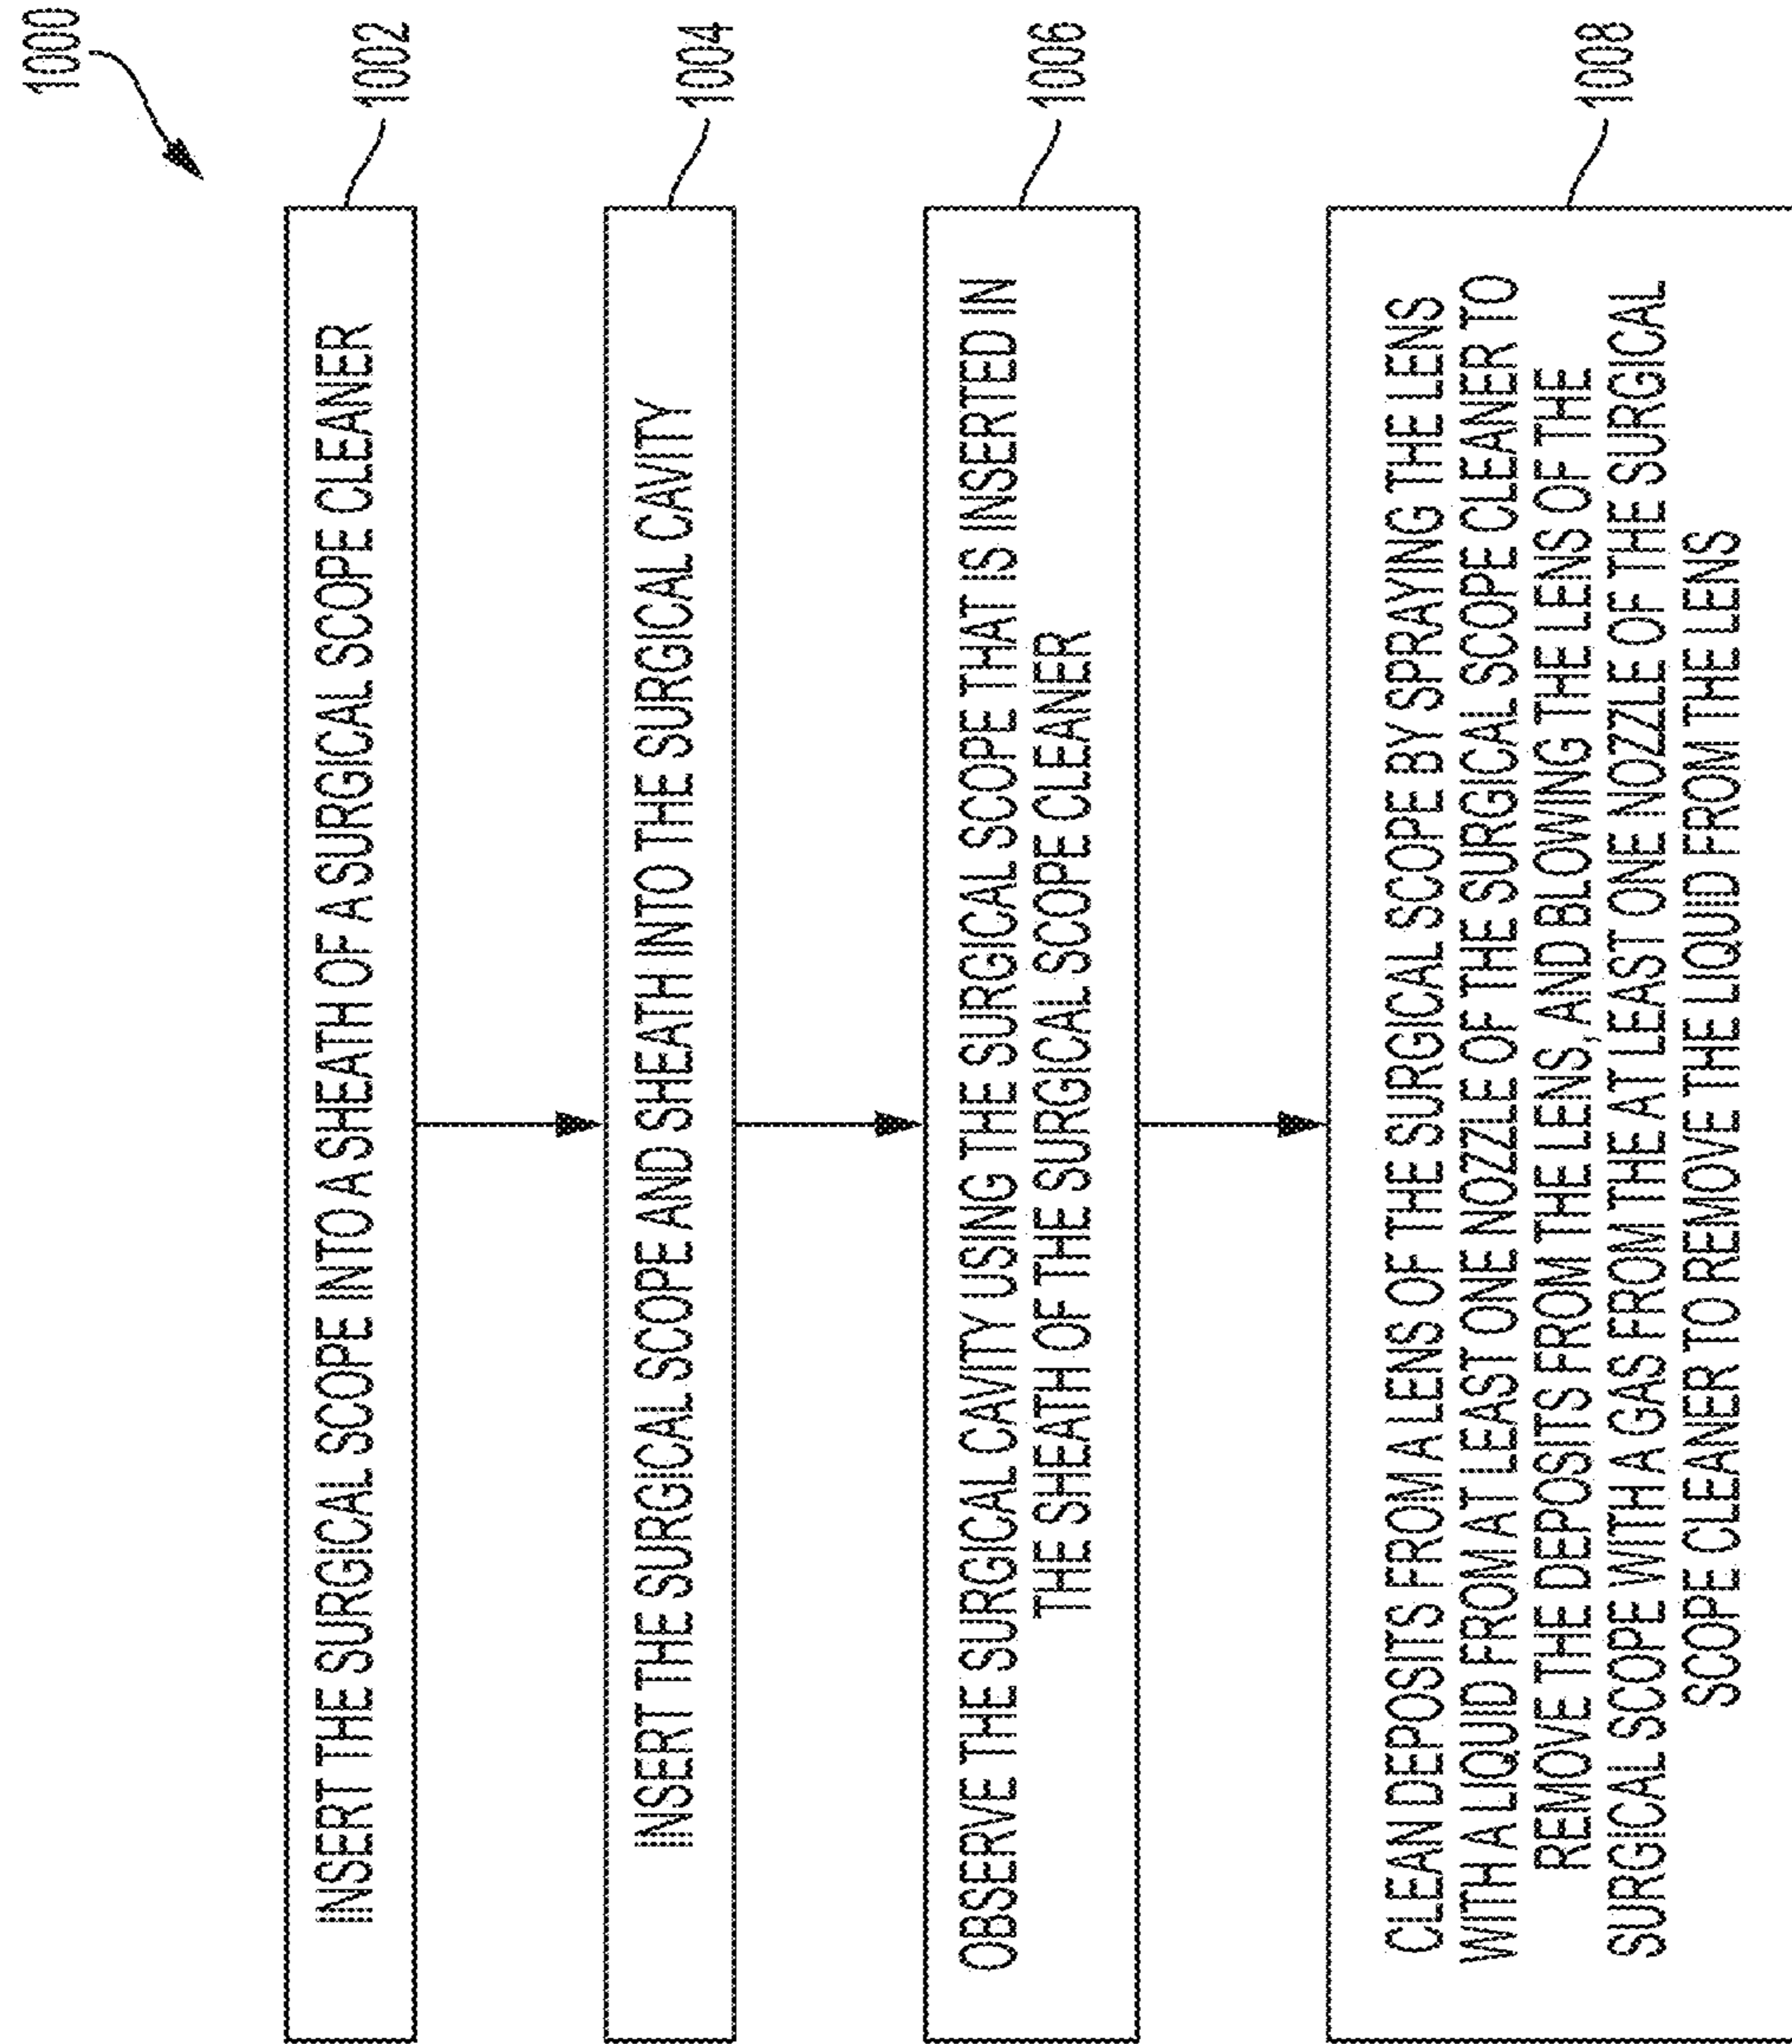 1000
INSERT THE SURGICAL SCOPE INTO A SHEATH OF A SURGICAL SCOPE CLEANER
1002
INSERT THE SURGICAL SCOPE AND SHEATH INTO THE SURGICAL CAVITY
1004
OBSERVE THE SURGICAL CAVITY USING THE SURGICAL SCOPE THAT IS INSERTED IN
THE SHEATH OF THE SURGICAL SCOPE CLEANER
1006
CLEAN DEPOSITS FROM A LENS OF THE SURGICAL SCOPE BY SPRAYING THE LENS
WITH A LIQUID FROM AT LEAST ONE NOZZLE OF THE SURGICAL SCOPE CLEANER TO
REMOVE THE DEPOSITS FROM THE LENS, AND BLOWING THE LENS OF THE
SURGICAL SCOPE WITH A GAS FROM THE AT LEAST ONE NOZZLE OF THE SURGICAL
SCOPE CLEANER TO REMOVE THE LIQUID FROM THE LENS
1008